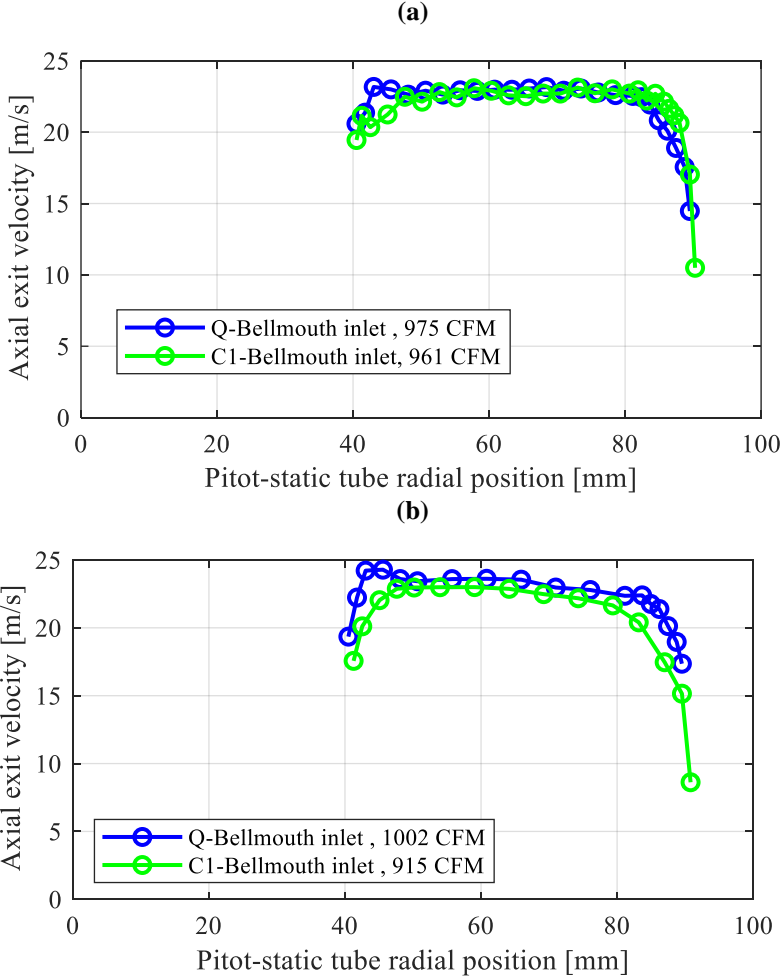 (a)
25
20
15
10
5
0
0 20 40 60 80 100
Axial exit velocity [m/s]
Q-Bellmouth inlet , 975 CFM
C1-Bellmouth inlet, 961 CFM
Pitot-static tube radial position [mm]
(b)
25
20
15
10
5
0
0 20 40 60 80 100
Axial exit velocity [m/s]
Q-Bellmouth inlet , 1002 CFM
C1-Bellmouth inlet , 915 CFM
Pitot-static tube radial position [mm]